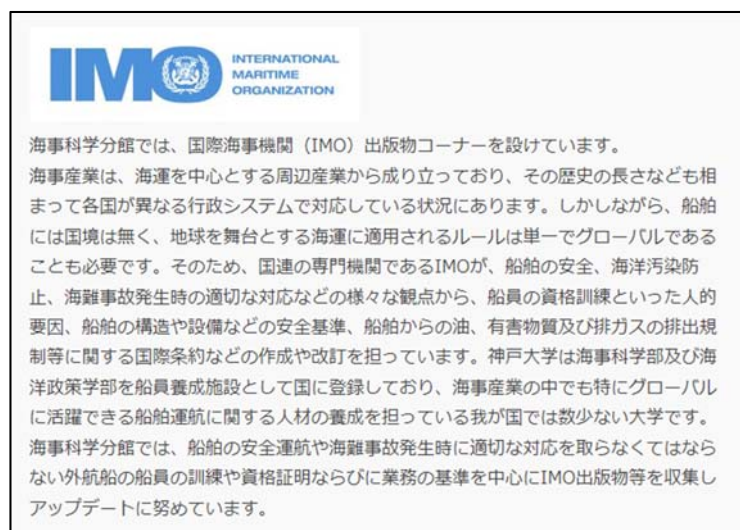 IMO
INTERNATIONAL
MARITIME
ORGANIZATION
海事科学分館では、国際海事機関（IMO）出版物コーナーを設けています。
海事産業は、海運を中心とする周辺産業から成り立っており、その歴史の長さなども相
まって各国が異なる行政システムで対応している状況にあります。しかしながら、船舶
には国境は無く、地球を舞台とする海運に適用されるルールは単一でグローバルである
ことも必要です。そのため、国連の専門機関であるIMOが、船舶の安全、海洋汚染防
止、海難事故発生時の適切な対応などの様々な観点から、船員の資格訓練といった人的
要因、船舶の構造や設備などの安全基準、船舶からの油、有害物質及び排ガスの排出規
制等に関する国際条約などの作成や改訂を担っています。神戸大学は海事科学部及び海
洋政策学部を船員養成施設として国に登録しており、海事産業の中でも特にグローバル
に活躍できる船舶運航に関する人材の養成を担っている我が国では数少ない大学です。
海事科学分館では、船舶の安全運航や海難事故発生時に適切な対応を取らなくてはなら
ない外航船の船員の訓練や資格証明ならびに業務の基準を中心にIMO出版物等を収集し
アップデートに努めています。